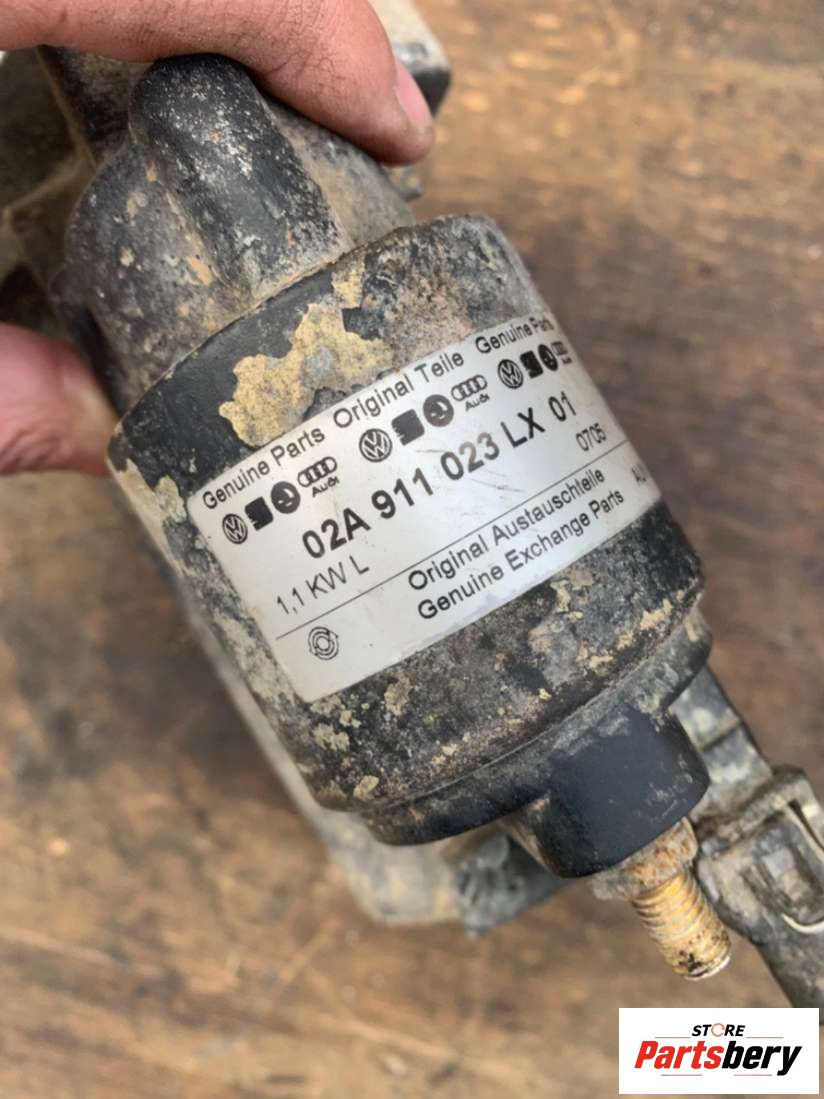 Genuine Parts Original Teile Genuine Parts
Audi Audi
02A 911 023 LX 01
1,1 KW L
0705
Original Austauschteile
Genuine Exchange Parts
STORE
Partsbery